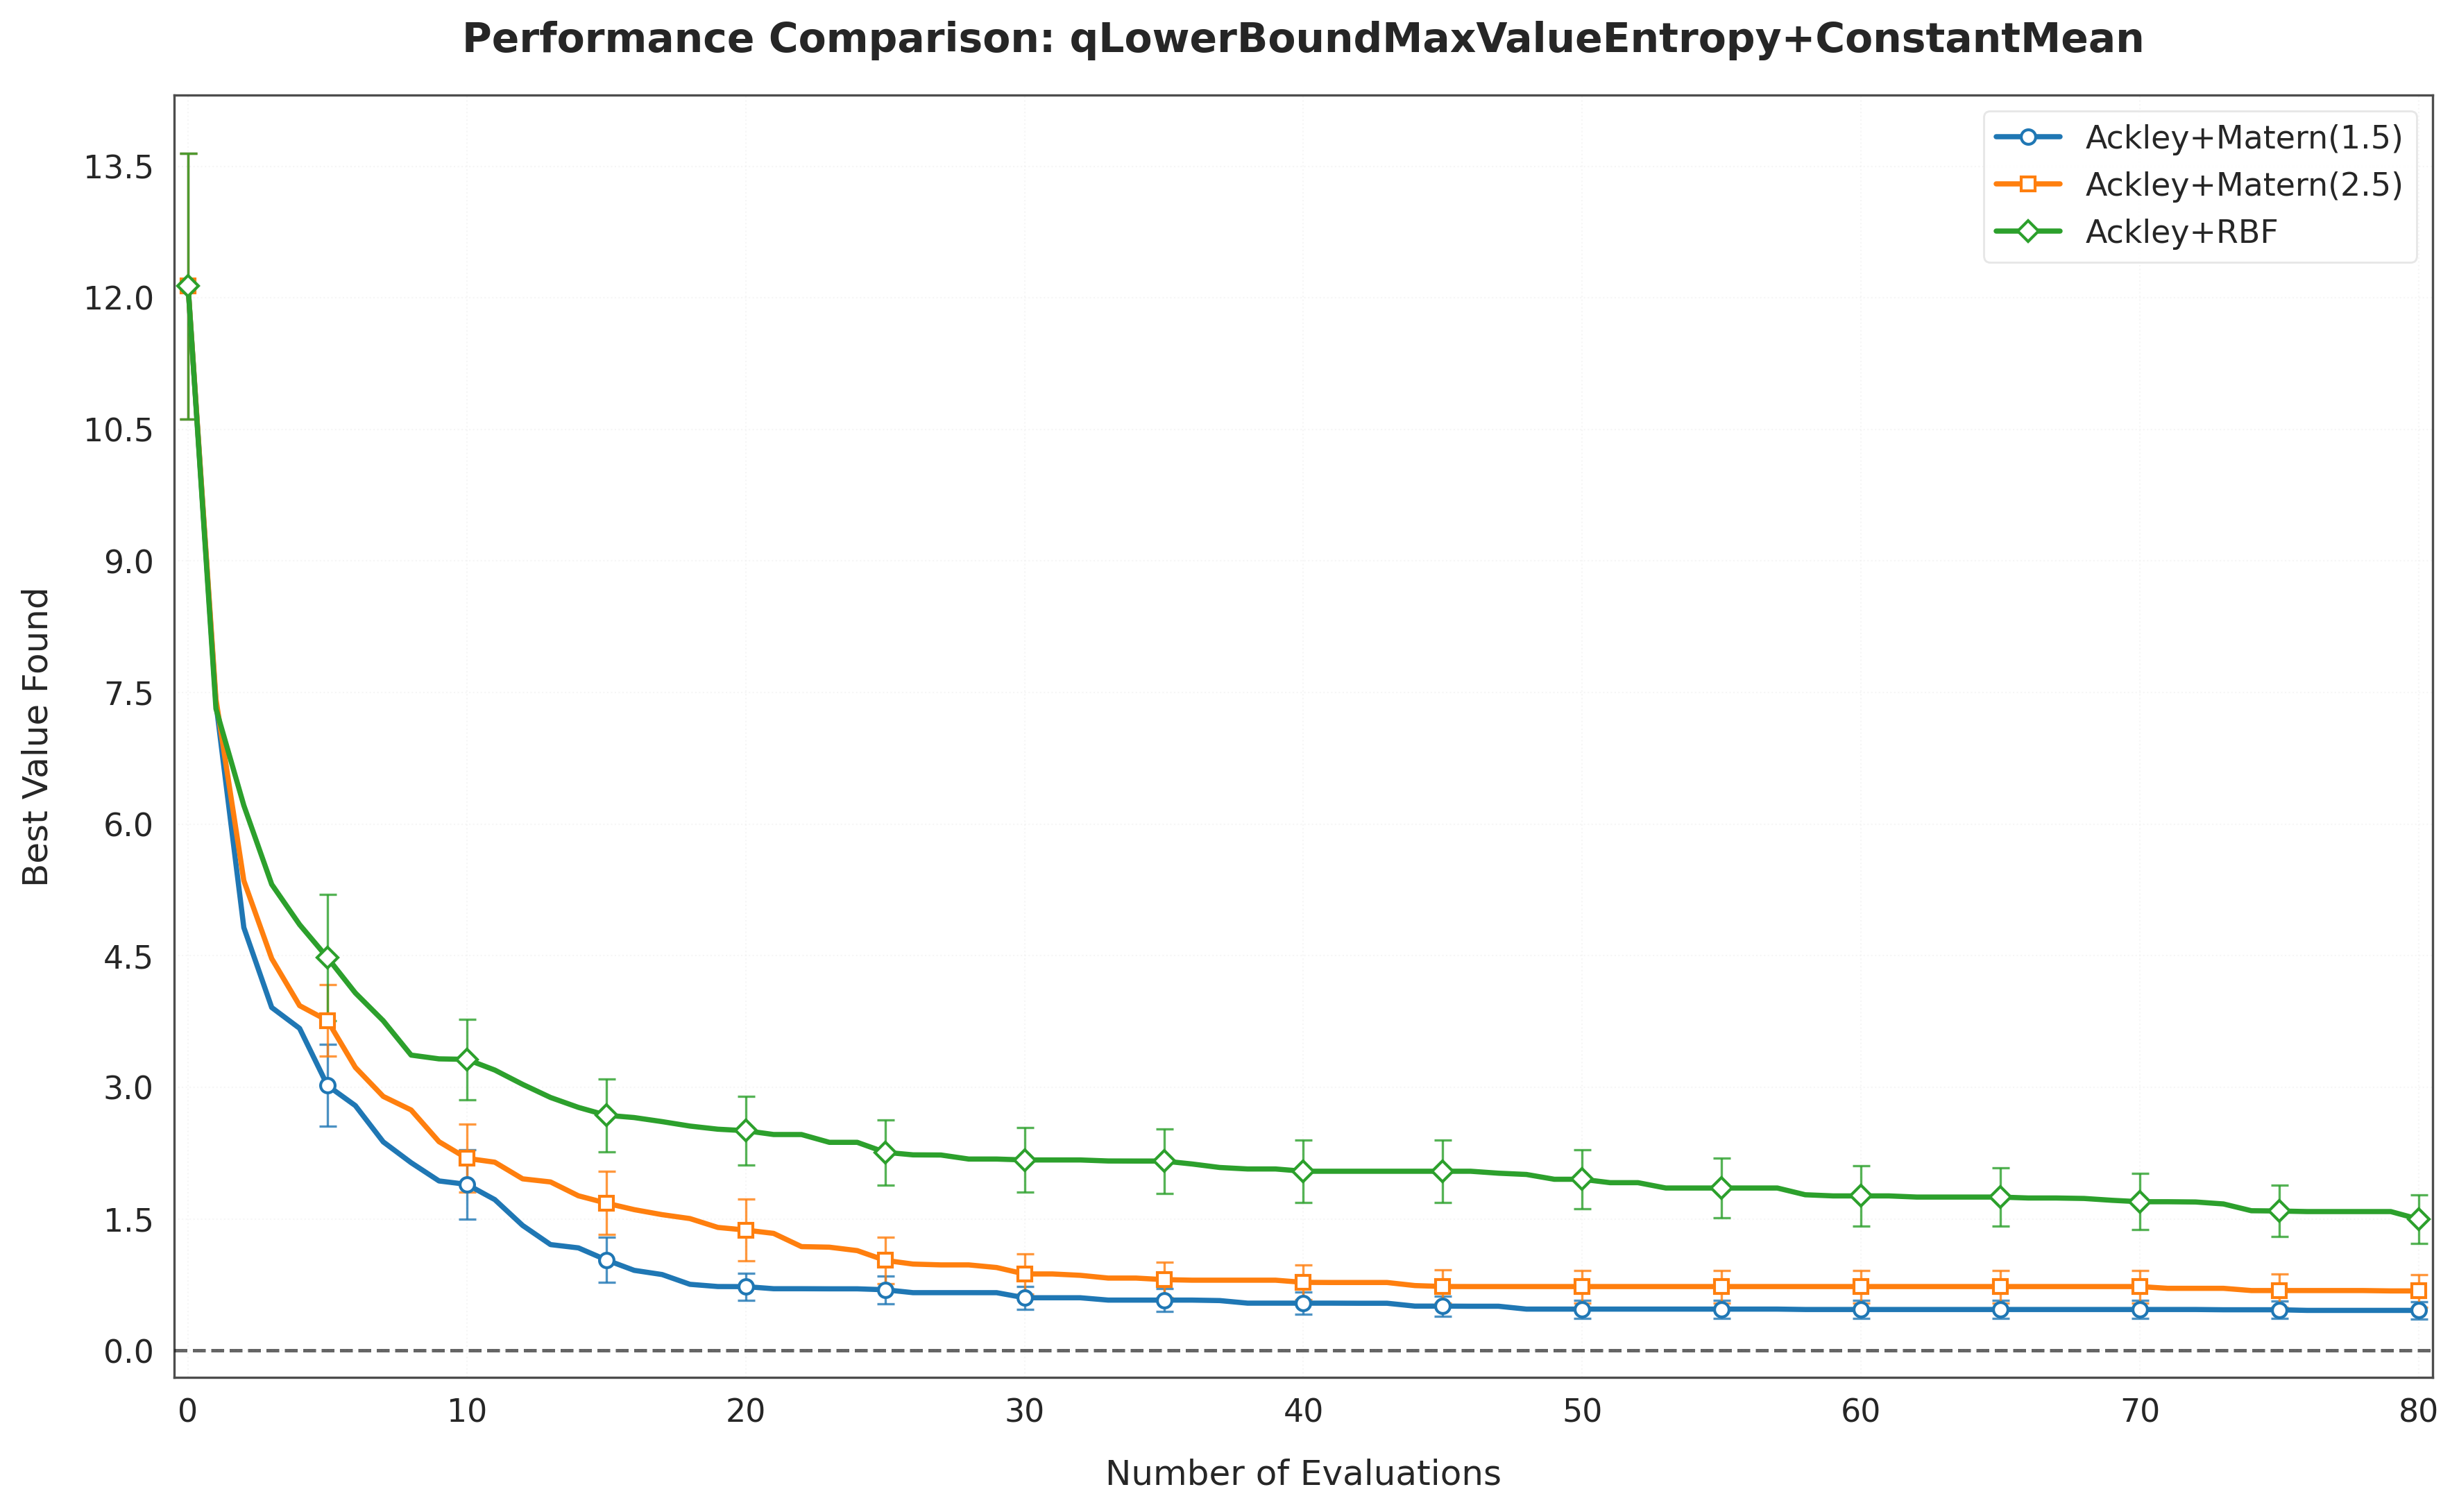 Performance Comparison: qLowerBoundMaxValueEntropy+ConstantMean
Ackley+Matern(1.5)
Ackley+Matern(2.5)
Ackley+RBF
Best Value Found
13.5
12.0
10.5
9.0
7.5
6.0
4.5
3.0
1.5
0.0
0 10 20 30 40 50 60 70 80
Number of Evaluations